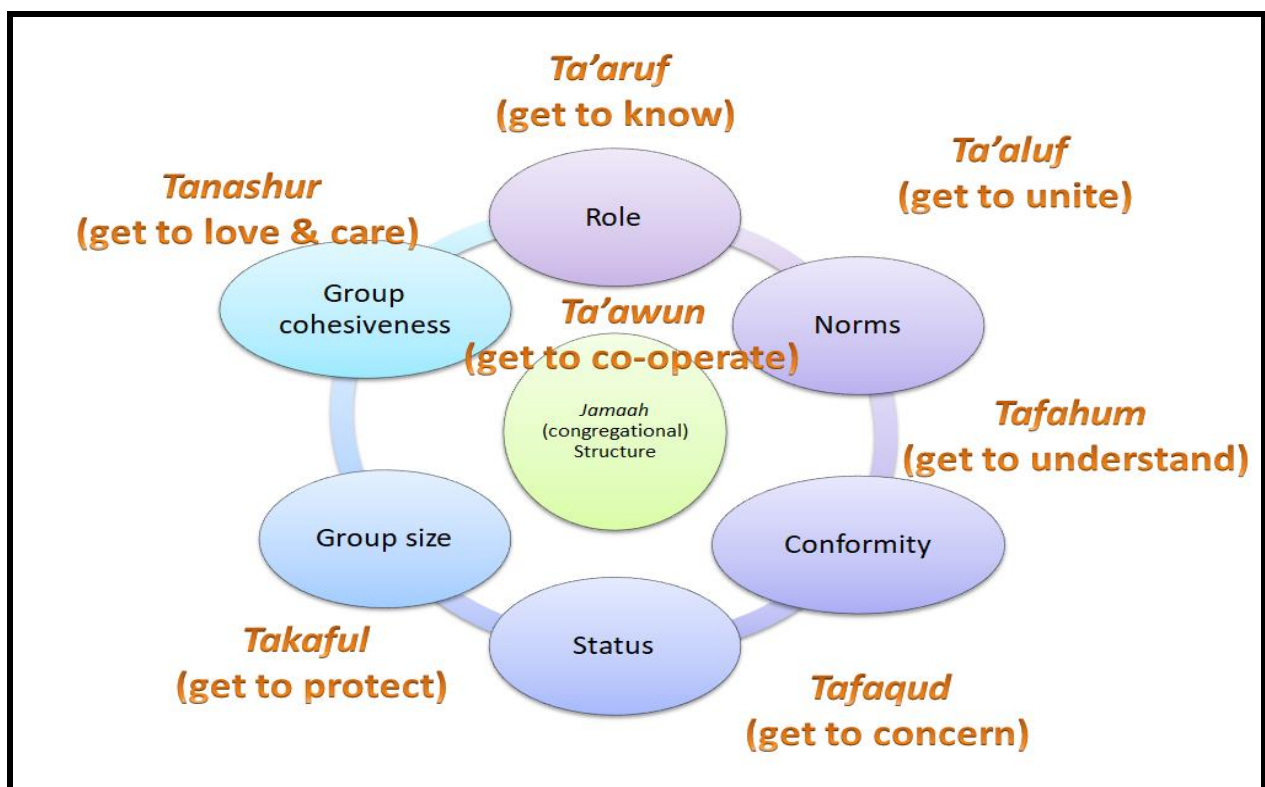 Ta’aruf
(get to know)
Role
Ta’aluf
(get to unite)
Norms
Tafahum
(get to understand)
Conformity
Tafaqud
(get to concern)
Status
Takaful
(get to protect)
Group size
Tanashur
(get to love & care)
Group
cohesiveness
Ta’awun
(get to co-operate)
Jamaah
(congregational)
Structure